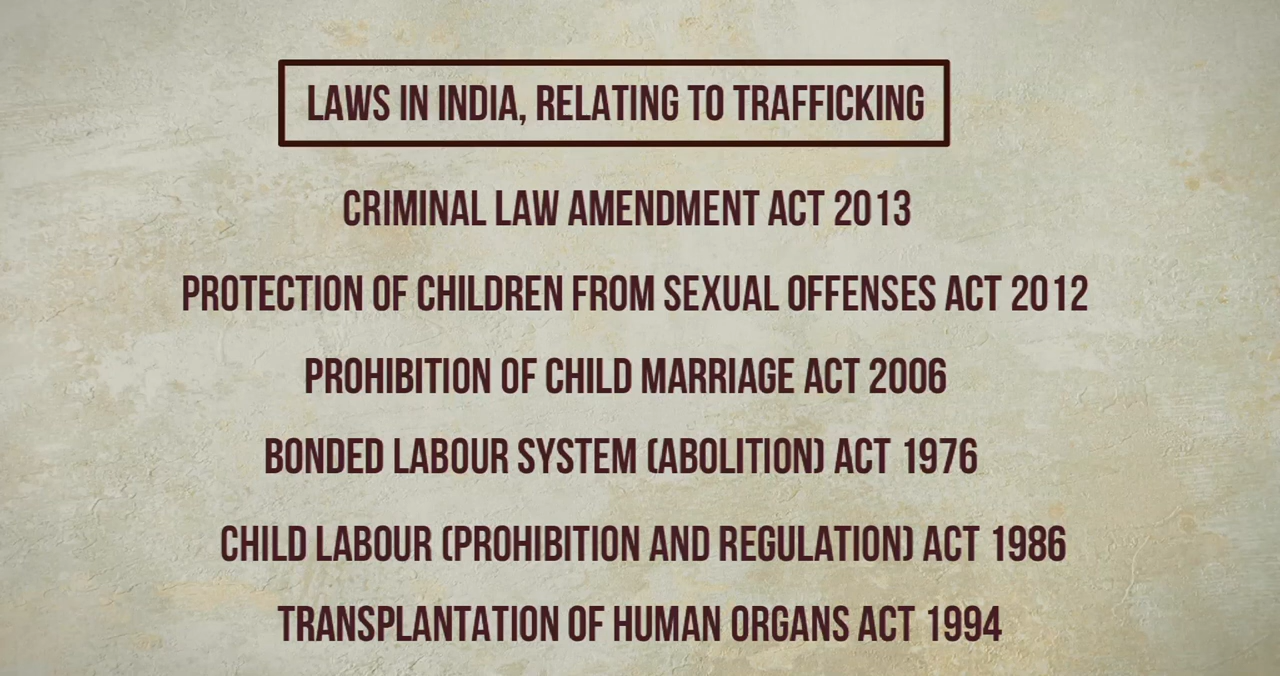 LAWS IN INDIA, RELATING TO TRAFFICKING
CRIMINAL LAW AMENDMENT ACT 2013
PROTECTION OF CHILDREN FROM SEXUAL OFFENSES ACT 2012
PROHIBITION OF CHILD MARRIAGE ACT 2006
BONDED LABOUR SYSTEM (ABOLITION) ACT 1976
CHILD LABOUR (PROHIBITION AND REGULATION) ACT 1986
TRANSPLANTATION OF HUMAN ORGANS ACT 1994